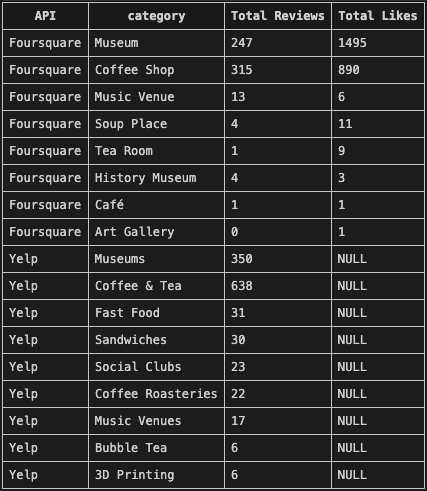 API category Total Reviews Total Likes
Foursquare Museum 247 1495
Foursquare Coffee Shop 315 890
Foursquare Music Venue 13 6
Foursquare Soup Place 4 11
Foursquare Tea Room 1 9
Foursquare History Museum 4 3
Foursquare Café 1 1
Foursquare Art Gallery 0 1
Yelp Museums 350 NULL
Yelp Coffee & Tea 638 NULL
Yelp Fast Food 31 NULL
Yelp Sandwiches 30 NULL
Yelp Social Clubs 23 NULL
Yelp Coffee Roasteries 22 NULL
Yelp Music Venues 17 NULL
Yelp Bubble Tea 6 NULL
Yelp 3D Printing 6 NULL